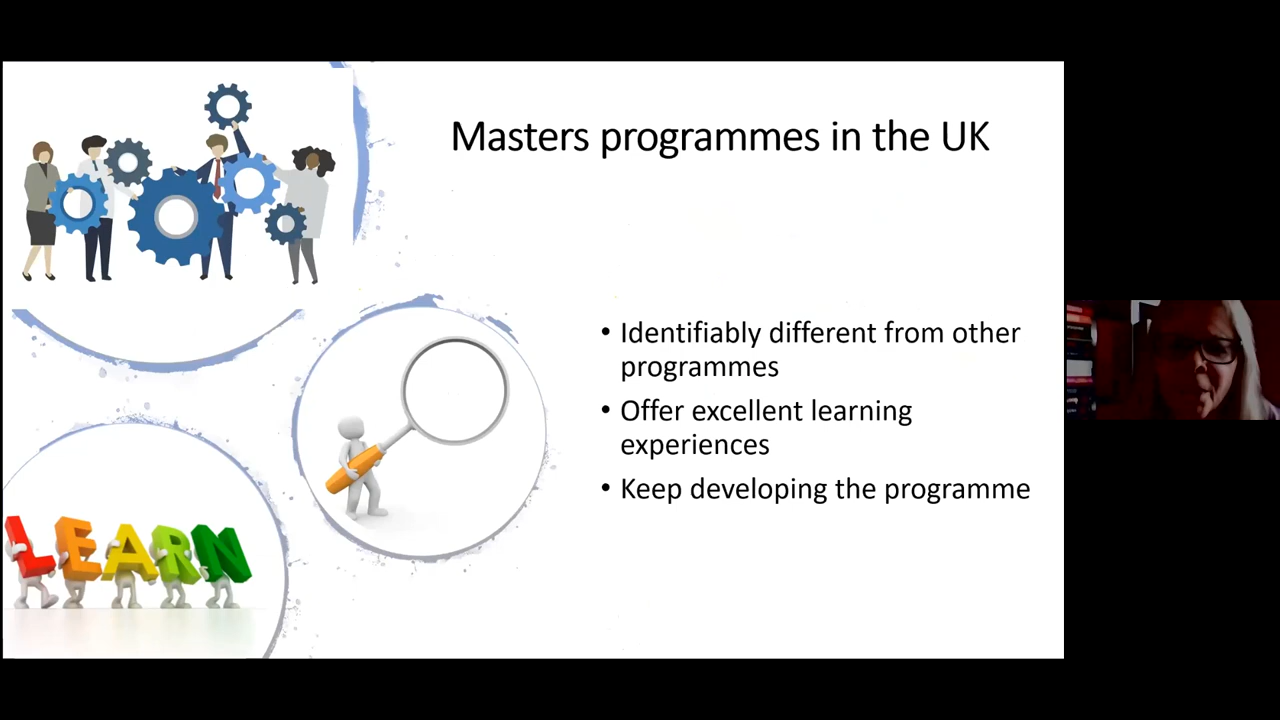 Masters programmes in the UK
• Identifiably different from other
programmes
• Offer excellent learning
experiences
• Keep developing the programme
LEARN